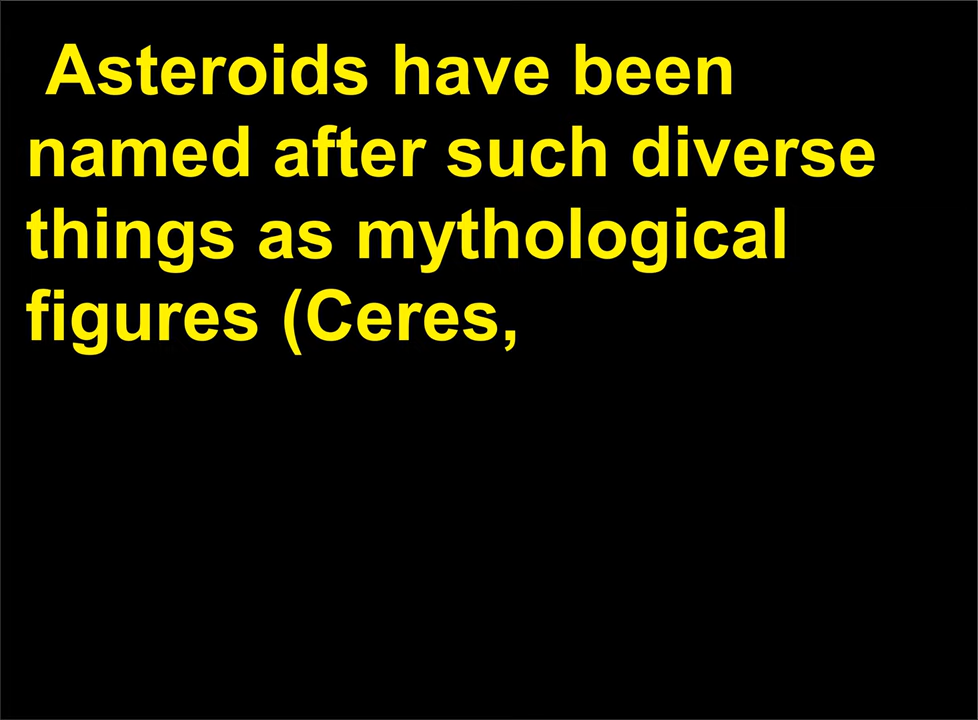 Asteroids have been
named after such diverse
things as mythological
figures (Ceres,